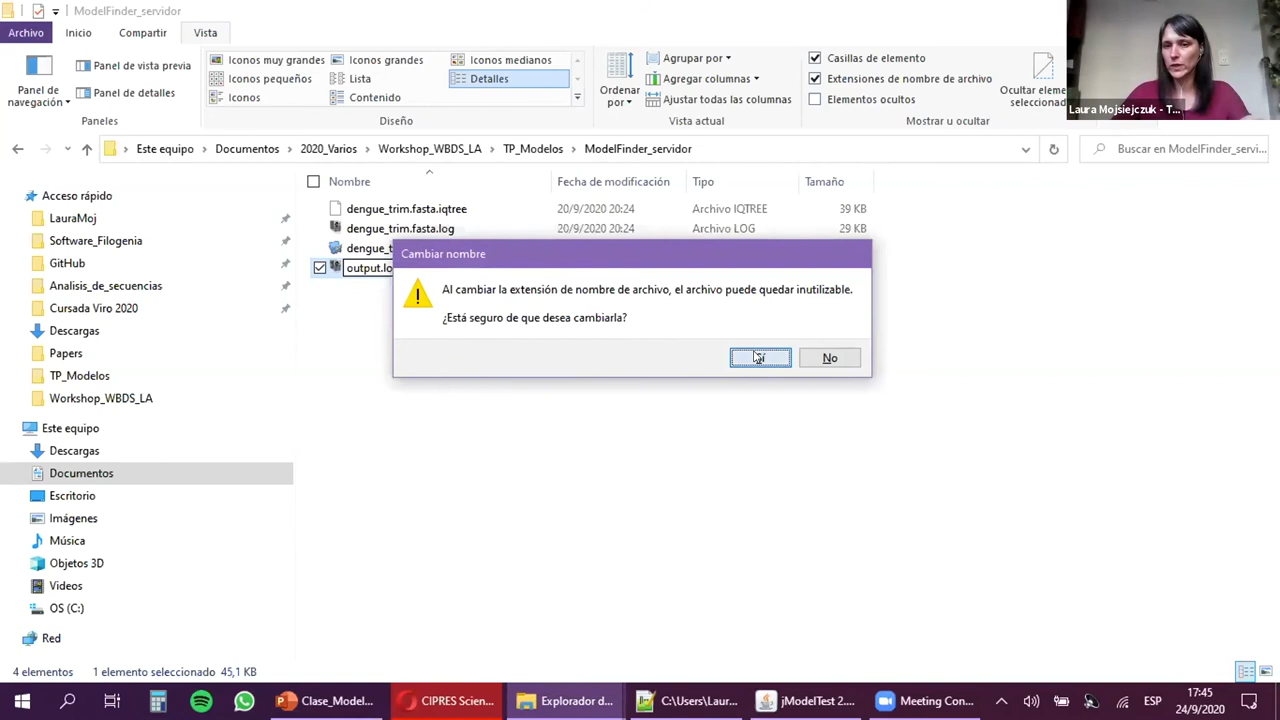 ModelFinder_servidor
Archivo
Inicio
Compartir
Vista
Panel de navegación
Panel de vista previa
Panel de detalles
Paneles
Iconos muy grandes
Iconos grandes
Iconos medianos
Iconos pequeños
Lista
Detalles
Iconos
Contenido
Diseño
Ordenar por
Agrupar por
Agregar columnas
Ajustar todas las columnas
Vista actual
Casillas de elemento
Extensiones de nombre de archivo
Elementos ocultos
Ocultar
Mostrar u ocultar
Laura Mojsiejczuk - T...
Este equipo
Documentos
2020_Varios
Workshop_WBDS_LA
TP_Modelos
ModelFinder_servidor
Buscar en ModelFinder_servi...
Nombre
Fecha de modificación
Tipo
Tamaño
dengue_trim.fasta.iqtree
20/9/2020 20:24
Archivo IQTREE
39 KB
dengue_trim.fasta.log
20/9/2020 20:24
Archivo LOG
29 KB
Cambiar nombre
Al cambiar la extensión de nombre de archivo, el archivo puede quedar inutilizable.
¿Está seguro de que desea cambiarla?
No
Acceso rápido
LauraMoj
Software_Filogenia
GitHub
Analisis_de_secuencias
Cursada Viro 2020
Descargas
Papers
TP_Modelos
Workshop_WBDS_LA
Este equipo
Descargas
Documentos
Escritorio
Imágenes
Música
Objetos 3D
Videos
OS (C:)
Red
4 elementos
1 elemento seleccionado 45,1 KB
Clase_Model...
CIPRES Scien...
Explorador d...
C:\Users\Laur...
jModelTest 2....
Meeting Con...
ESP
17:45
24/9/2020